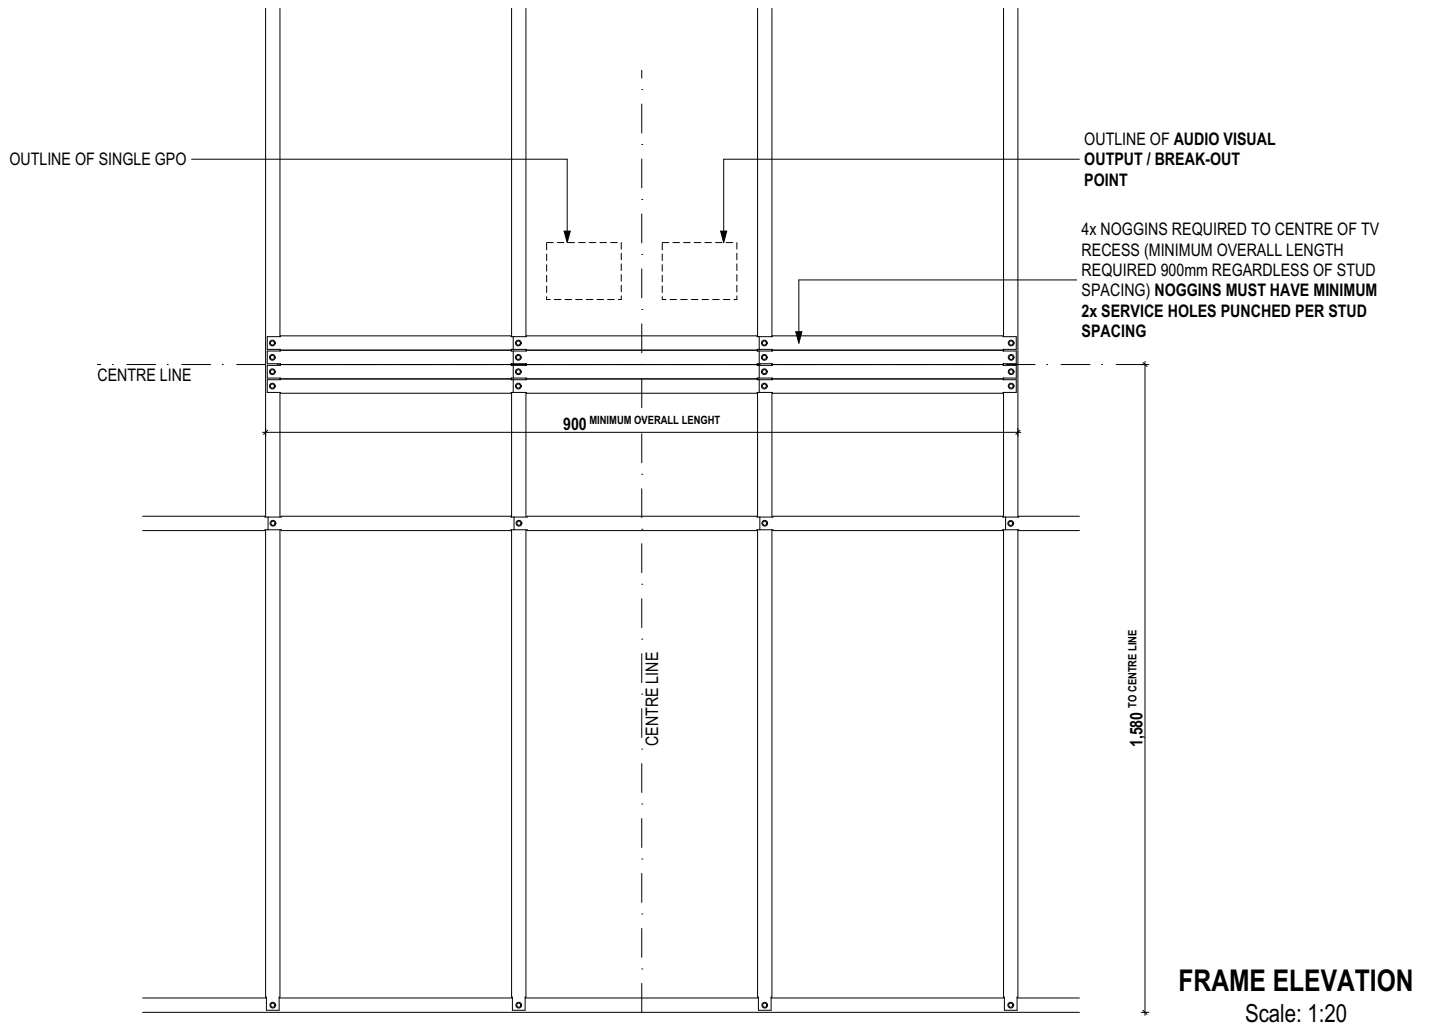 OUTLINE OF SINGLE GPO
OUTLINE OF AUDIO VISUAL
OUTPUT / BREAK-OUT
POINT
4x NOGGINS REQUIRED TO CENTRE OF TV
RECESS (MINIMUM OVERALL LENGTH
REQUIRED 900mm REGARDLESS OF STUD
SPACING) NOGGINS MUST HAVE MINIMUM
2x SERVICE HOLES PUNCHED PER STUD
SPACING
CENTRE LINE
900 MINIMUM OVERALL LENGHT
CENTRE LINE
1,580 TO CENTRE LINE
FRAME ELEVATION
Scale: 1:20